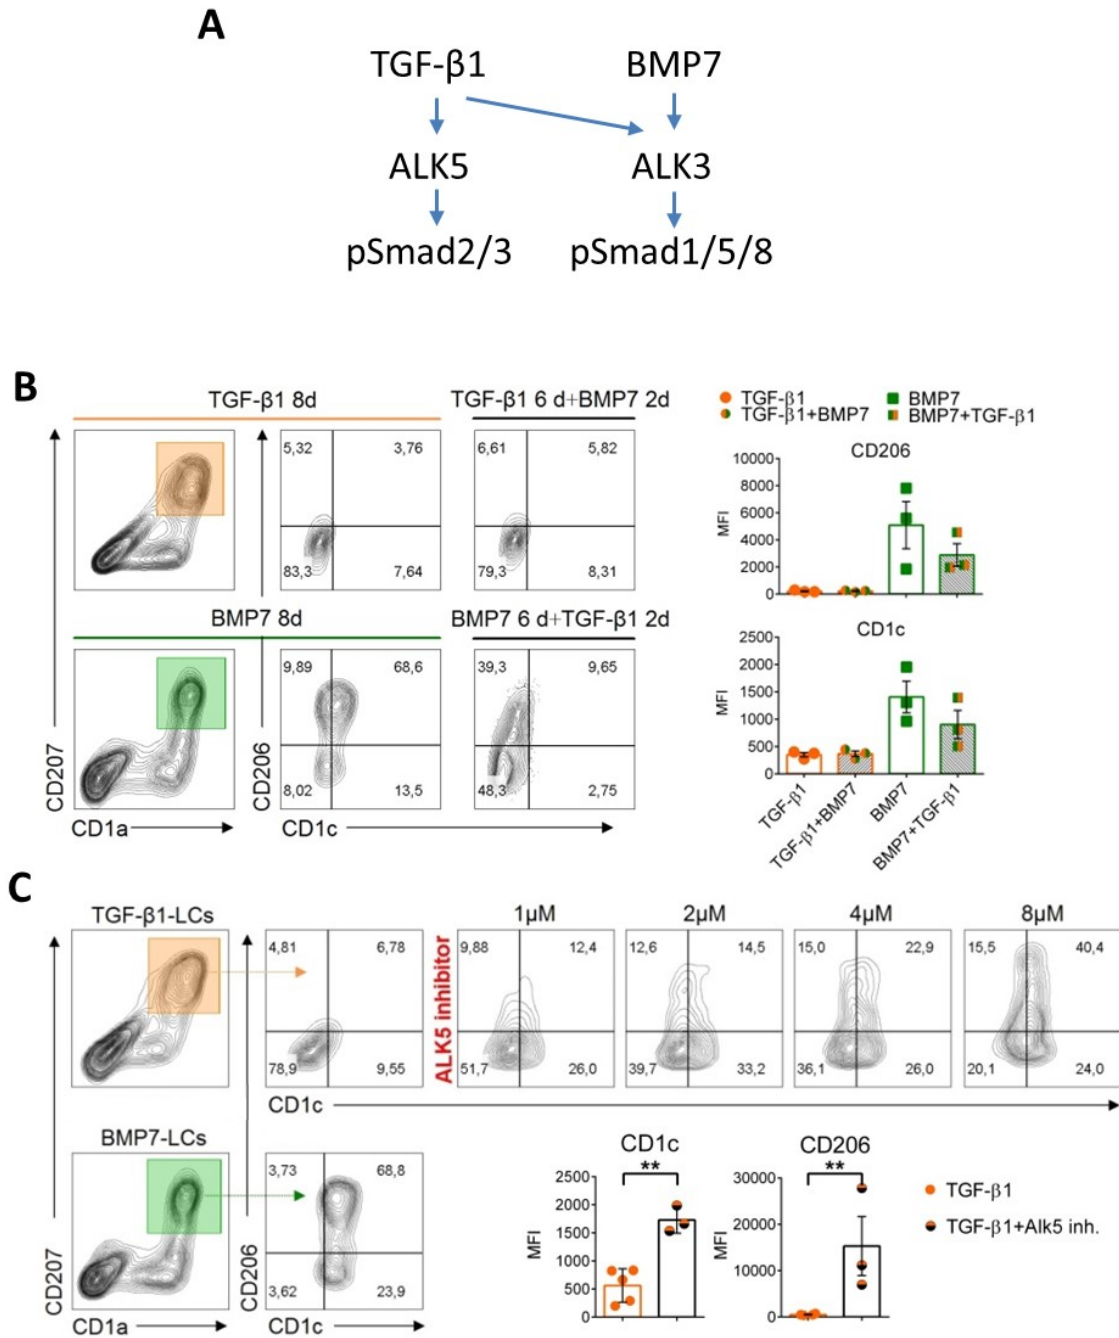 A
TGF-β1 BMP7
ALK5 ALK3
pSmad2/3 pSmad1/5/8
B
TGF-β1 8d
TGF-β1 6 d+BMP7 2d
5,32 3,76
83,3 7,64
6,61 5,82
79,3 8,31
BMP7 8d
BMP7 6 d+TGF-β1 2d
9,89 68,6
8,02 13,5
39,3 9,65
48,3 2,75
CD207
CD1a
CD206
CD1c
TGF-β1 BMP7
TGF-β1+BMP7 BMP7+TGF-β1
CD206
MFI
10000
8000
6000
4000
2000
0
CD1c
MFI
2500
2000
1500
1000
500
0
TGF-β1
TGF-β1+BMP7
BMP7
BMP7+TGF-β1
C
TGF-β1-LCs
4,81 6,78
78,9 9,55
ALK5 inhibitor
1µM 2µM 4µM 8µM
9,88 12,4
51,7 26,0
12,6 14,5
39,7 33,2
15,0 22,9
36,1 26,0
15,5 40,4
20,1 24,0
CD1c
BMP7-LCs
3,73 68,8
3,62 23,9
CD207
CD1a
CD206
CD1c
CD1c
**
MFI
2500
2000
1500
1000
500
0
CD206
**
MFI
30000
20000
10000
0
TGF-β1
TGF-β1+Alk5 inh.